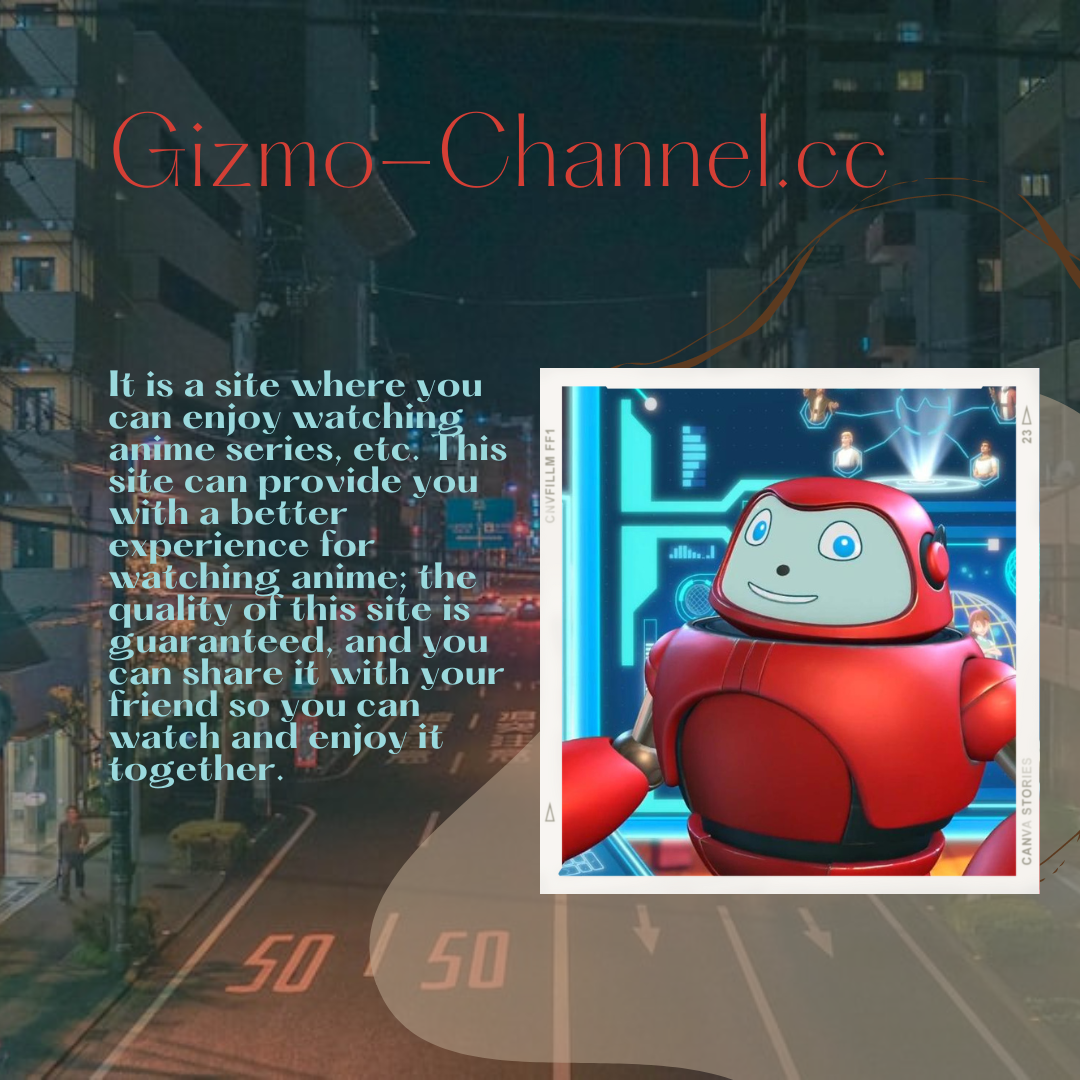 Gizmo-Channel.cc
It is a site where you
can enjoy watching
anime series, etc. This
site can provide you
with a better
experience for
watching anime; the
quality of this site is
guaranteed, and you
can share it with your
friend so you can
watch and enjoy it
together.
CNVFILLM FF1
23
CANVA STORIES
50 50